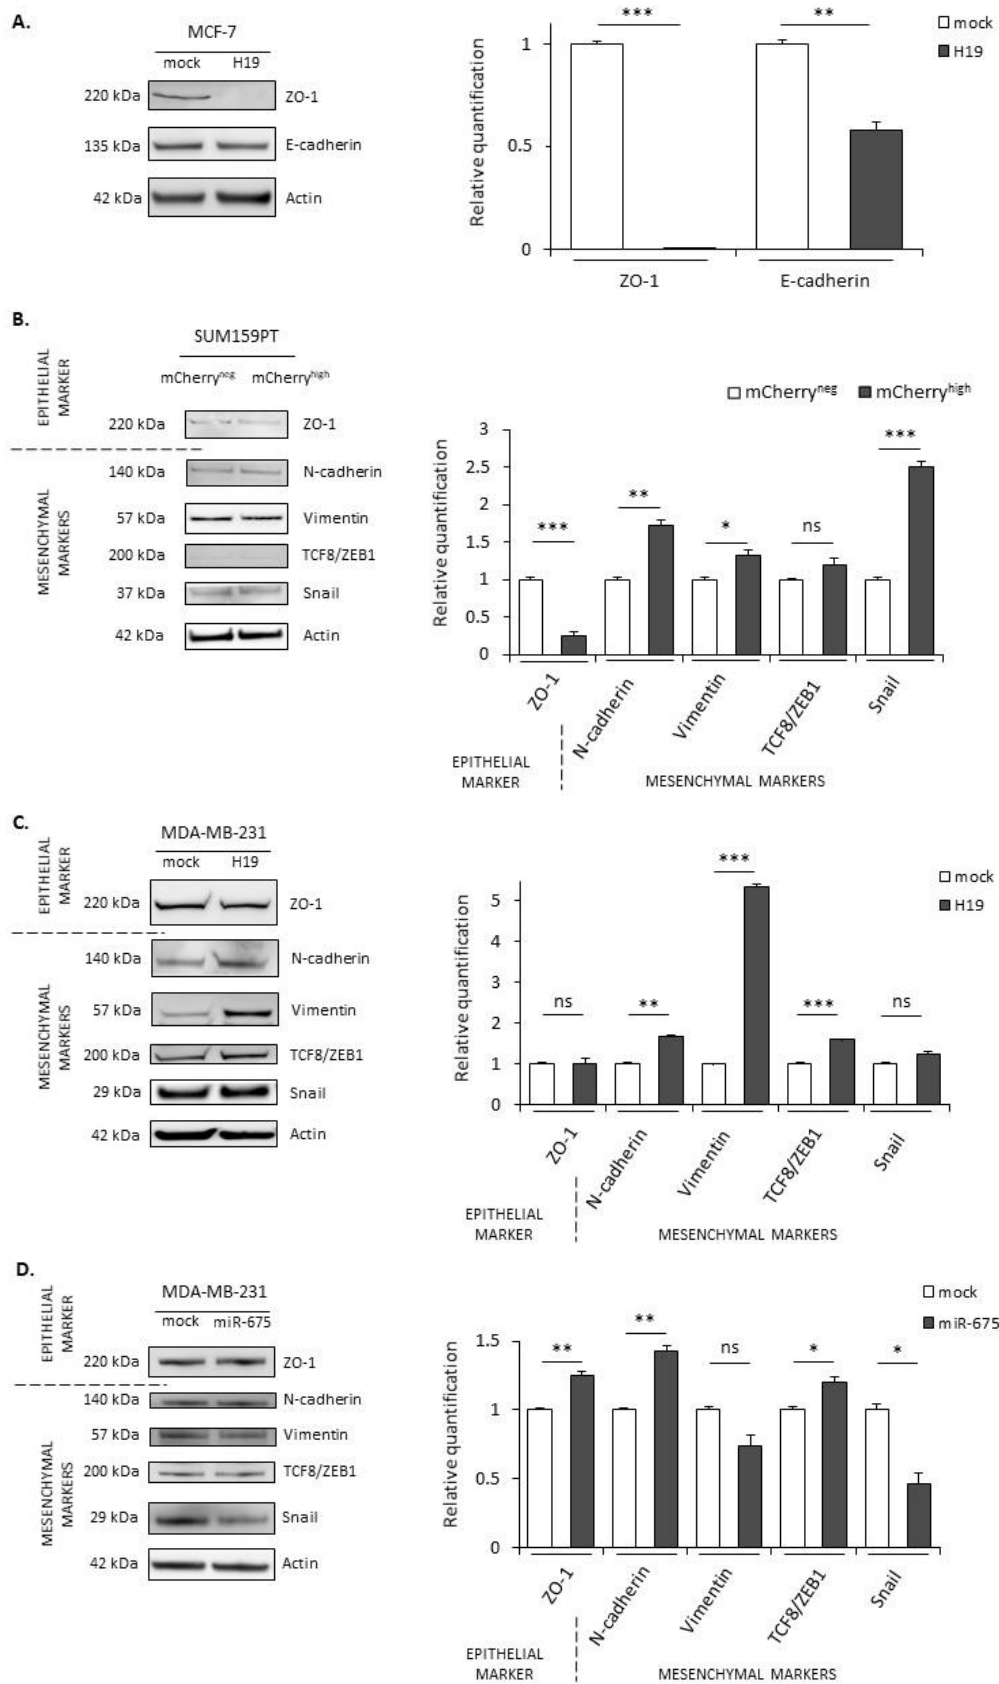 A.
MCF-7
mock H19
220 kDa ZO-1
135 kDa E-cadherin
42 kDa Actin
*** **
mock
H19
Relative quantification
1
0.5
0
ZO-1 E-cadherin
B.
SUM159PT
mCherryneg mCherryhigh
EPITHELIAL
MARKER
220 kDa ZO-1
MESENCHYMAL
MARKERS
140 kDa N-cadherin
57 kDa Vimentin
200 kDa TCF8/ZEB1
37 kDa Snail
42 kDa Actin
mCherryneg mCherryhigh
Relative quantification
3
2.5
2
1.5
1
0.5
0
*** ** * ns ***
ZO-1 N-cadherin Vimentin TCF8/ZEB1 Snail
EPITHELIAL
MARKER
MESENCHYMAL MARKERS
C.
MDA-MB-231
mock H19
EPITHELIAL
MARKER
220 kDa ZO-1
MESENCHYMAL
MARKERS
140 kDa N-cadherin
57 kDa Vimentin
200 kDa TCF8/ZEB1
29 kDa Snail
42 kDa Actin
mock
H19
Relative quantification
5
4
3
2
1
0
ns ** *** *** ns
ZO-1 N-cadherin Vimentin TCF8/ZEB1 Snail
EPITHELIAL
MARKER
MESENCHYMAL MARKERS
D.
MDA-MB-231
mock miR-675
EPITHELIAL
MARKER
220 kDa ZO-1
MESENCHYMAL
MARKERS
140 kDa N-cadherin
57 kDa Vimentin
200 kDa TCF8/ZEB1
29 kDa Snail
42 kDa Actin
mock
miR-675
Relative quantification
1.5
1
0.5
0
** ** ns * *
ZO-1 N-cadherin Vimentin TCF8/ZEB1 Snail
EPITHELIAL
MARKER
MESENCHYMAL MARKERS